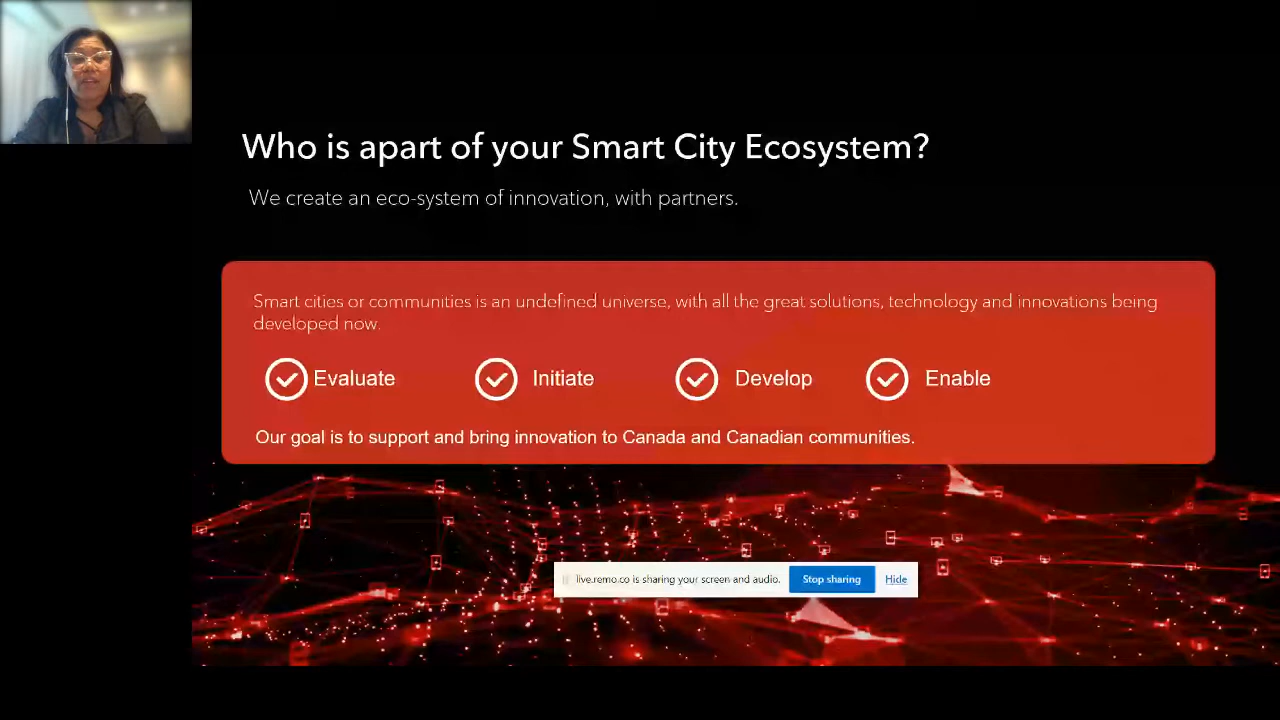 Who is apart of your Smart City Ecosystem?
We create an eco-system of innovation, with partners.
Smart cities or communities is an undefined universe, with all the great solutions, technology and innovations being
developed now.
Evaluate Initiate Develop Enable
Our goal is to support and bring innovation to Canada and Canadian communities.
live.remo.co is sharing your screen and audio. Stop sharing Hide